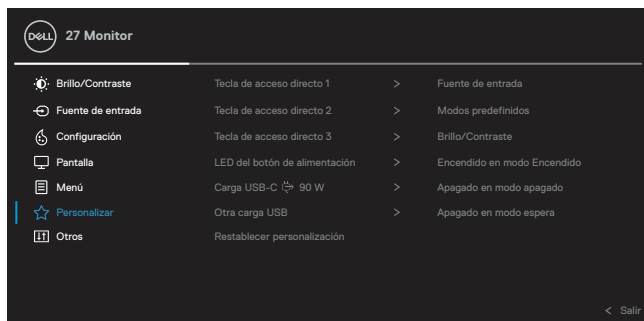 DELL 27 Monitor
Brillo/Contraste Tecla de acceso directo 1 > Fuente de entrada
Fuente de entrada Tecla de acceso directo 2 > Modos predefinidos
Configuración Tecla de acceso directo 3 > Brillo/Contraste
Pantalla LED del botón de alimentación > Encendido en modo Encendido
Menú Carga USB-C 90 W > Apagado en modo apagado
Personalizar Otra carga USB > Apagado en modo espera
Otros Restablecer personalización
< Salir